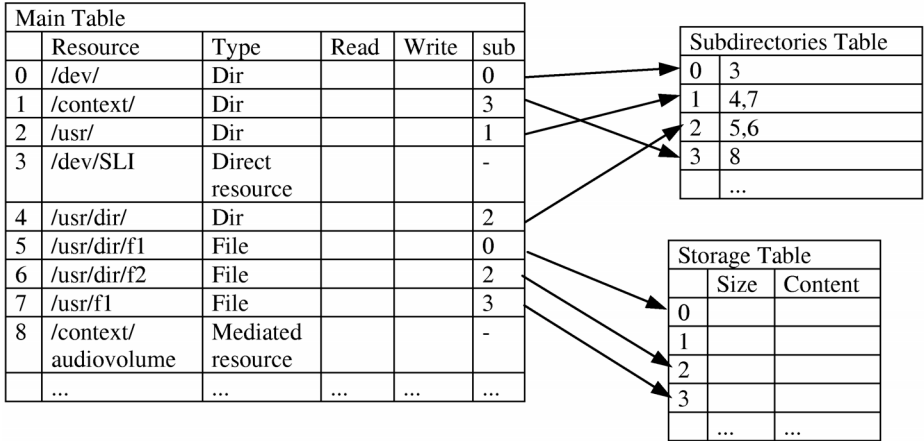 Main Table
Resource Type Read Write sub
0 /dev/ Dir 0
1 /context/ Dir 3
2 /usr/ Dir 1
3 /dev/SLI Direct resource -
4 /usr/dir/ Dir 2
5 /usr/dir/f1 File 0
6 /usr/dir/f2 File 2
7 /usr/f1 File 3
8 /context/ audiovolume Mediated resource -
... ... ... ... ...
Subdirectories Table
0 3
1 4,7
2 5,6
3 8
...
Storage Table
Size Content
0
1
2
3
... ...